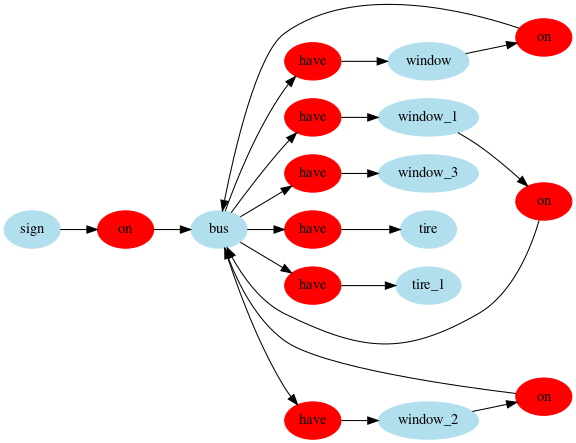 on
have window
have window_1
have window_3
on
sign on bus have tire
have tire_1
on
have window_2